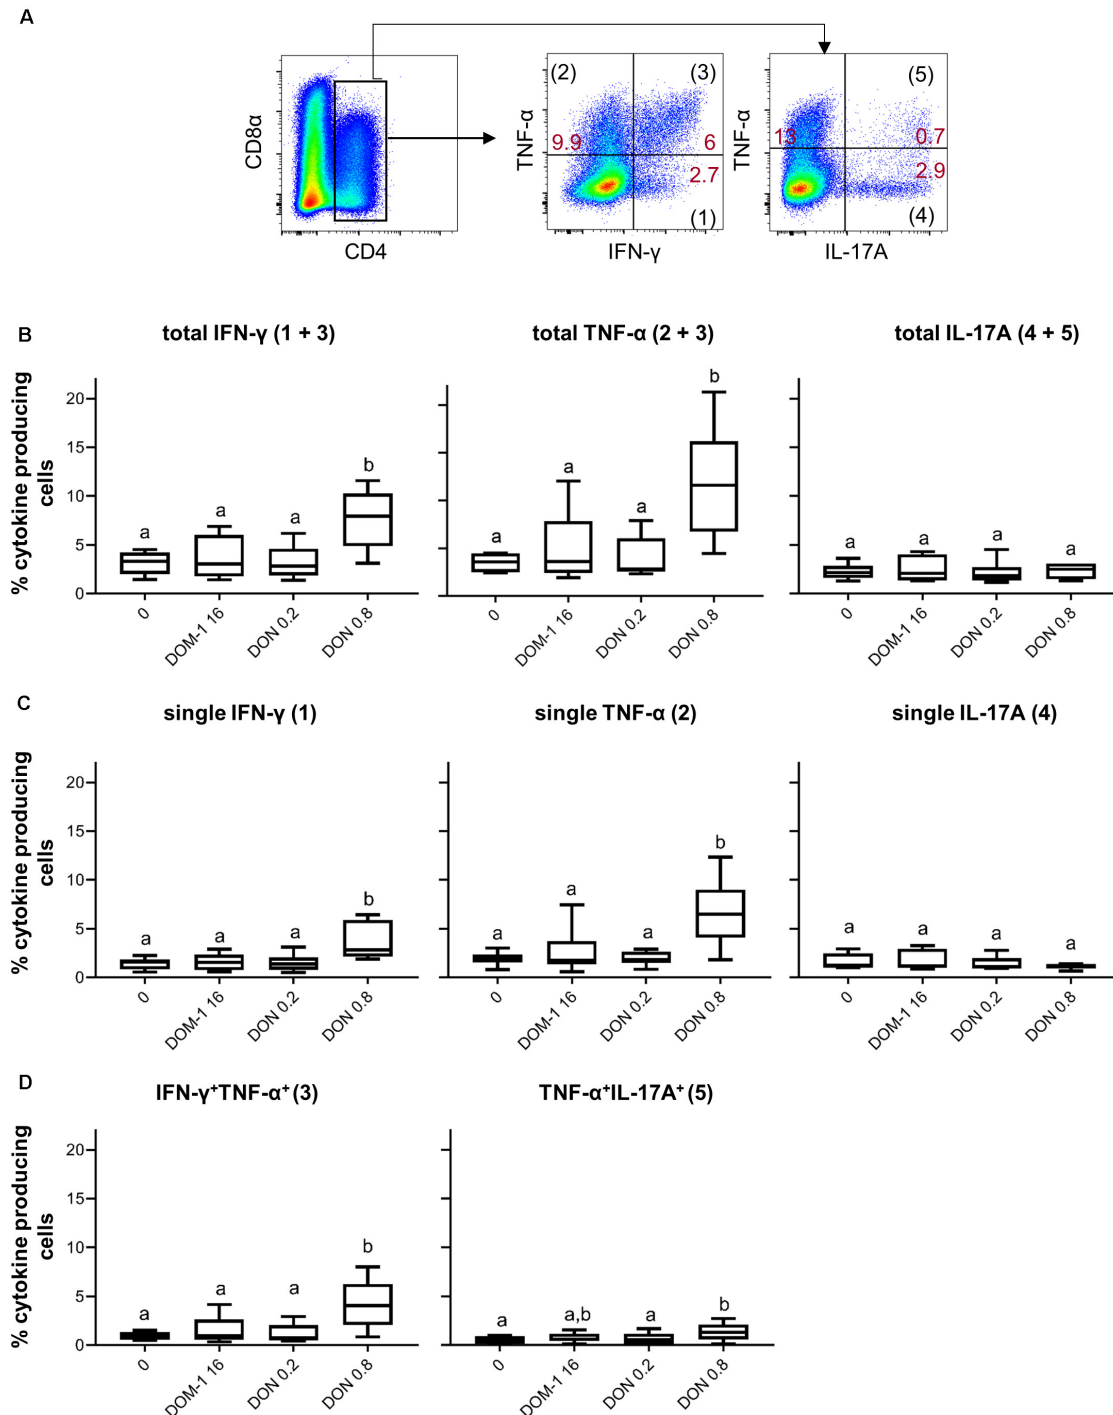 A
CD8α
CD4
TNF-α
(2)
(3)
9.9
6
2.7
(1)
IFN-γ
TNF-α
(5)
13
0.7
2.9
(4)
IL-17A
B
total IFN-γ (1 + 3)
total TNF-α (2 + 3)
total IL-17A (4 + 5)
% cytokine producing
cells
20
15
10
5
0
a
a
a
b
a
a
a
b
a
a
a
a
0
DOM-1 16
DON 0.2
DON 0.8
0
DOM-1 16
DON 0.2
DON 0.8
0
DOM-1 16
DON 0.2
DON 0.8
C
single IFN-γ (1)
single TNF-α (2)
single IL-17A (4)
% cytokine producing
cells
20
15
10
5
0
a
a
a
b
a
a
a
b
a
a
a
a
0
DOM-1 16
DON 0.2
DON 0.8
0
DOM-1 16
DON 0.2
DON 0.8
0
DOM-1 16
DON 0.2
DON 0.8
D
IFN-γ⁺TNF-α⁺ (3)
TNF-α⁺IL-17A⁺ (5)
% cytokine producing
cells
20
15
10
5
0
a
a
a
b
a
a,b
a
b
0
DOM-1 16
DON 0.2
DON 0.8
0
DOM-1 16
DON 0.2
DON 0.8